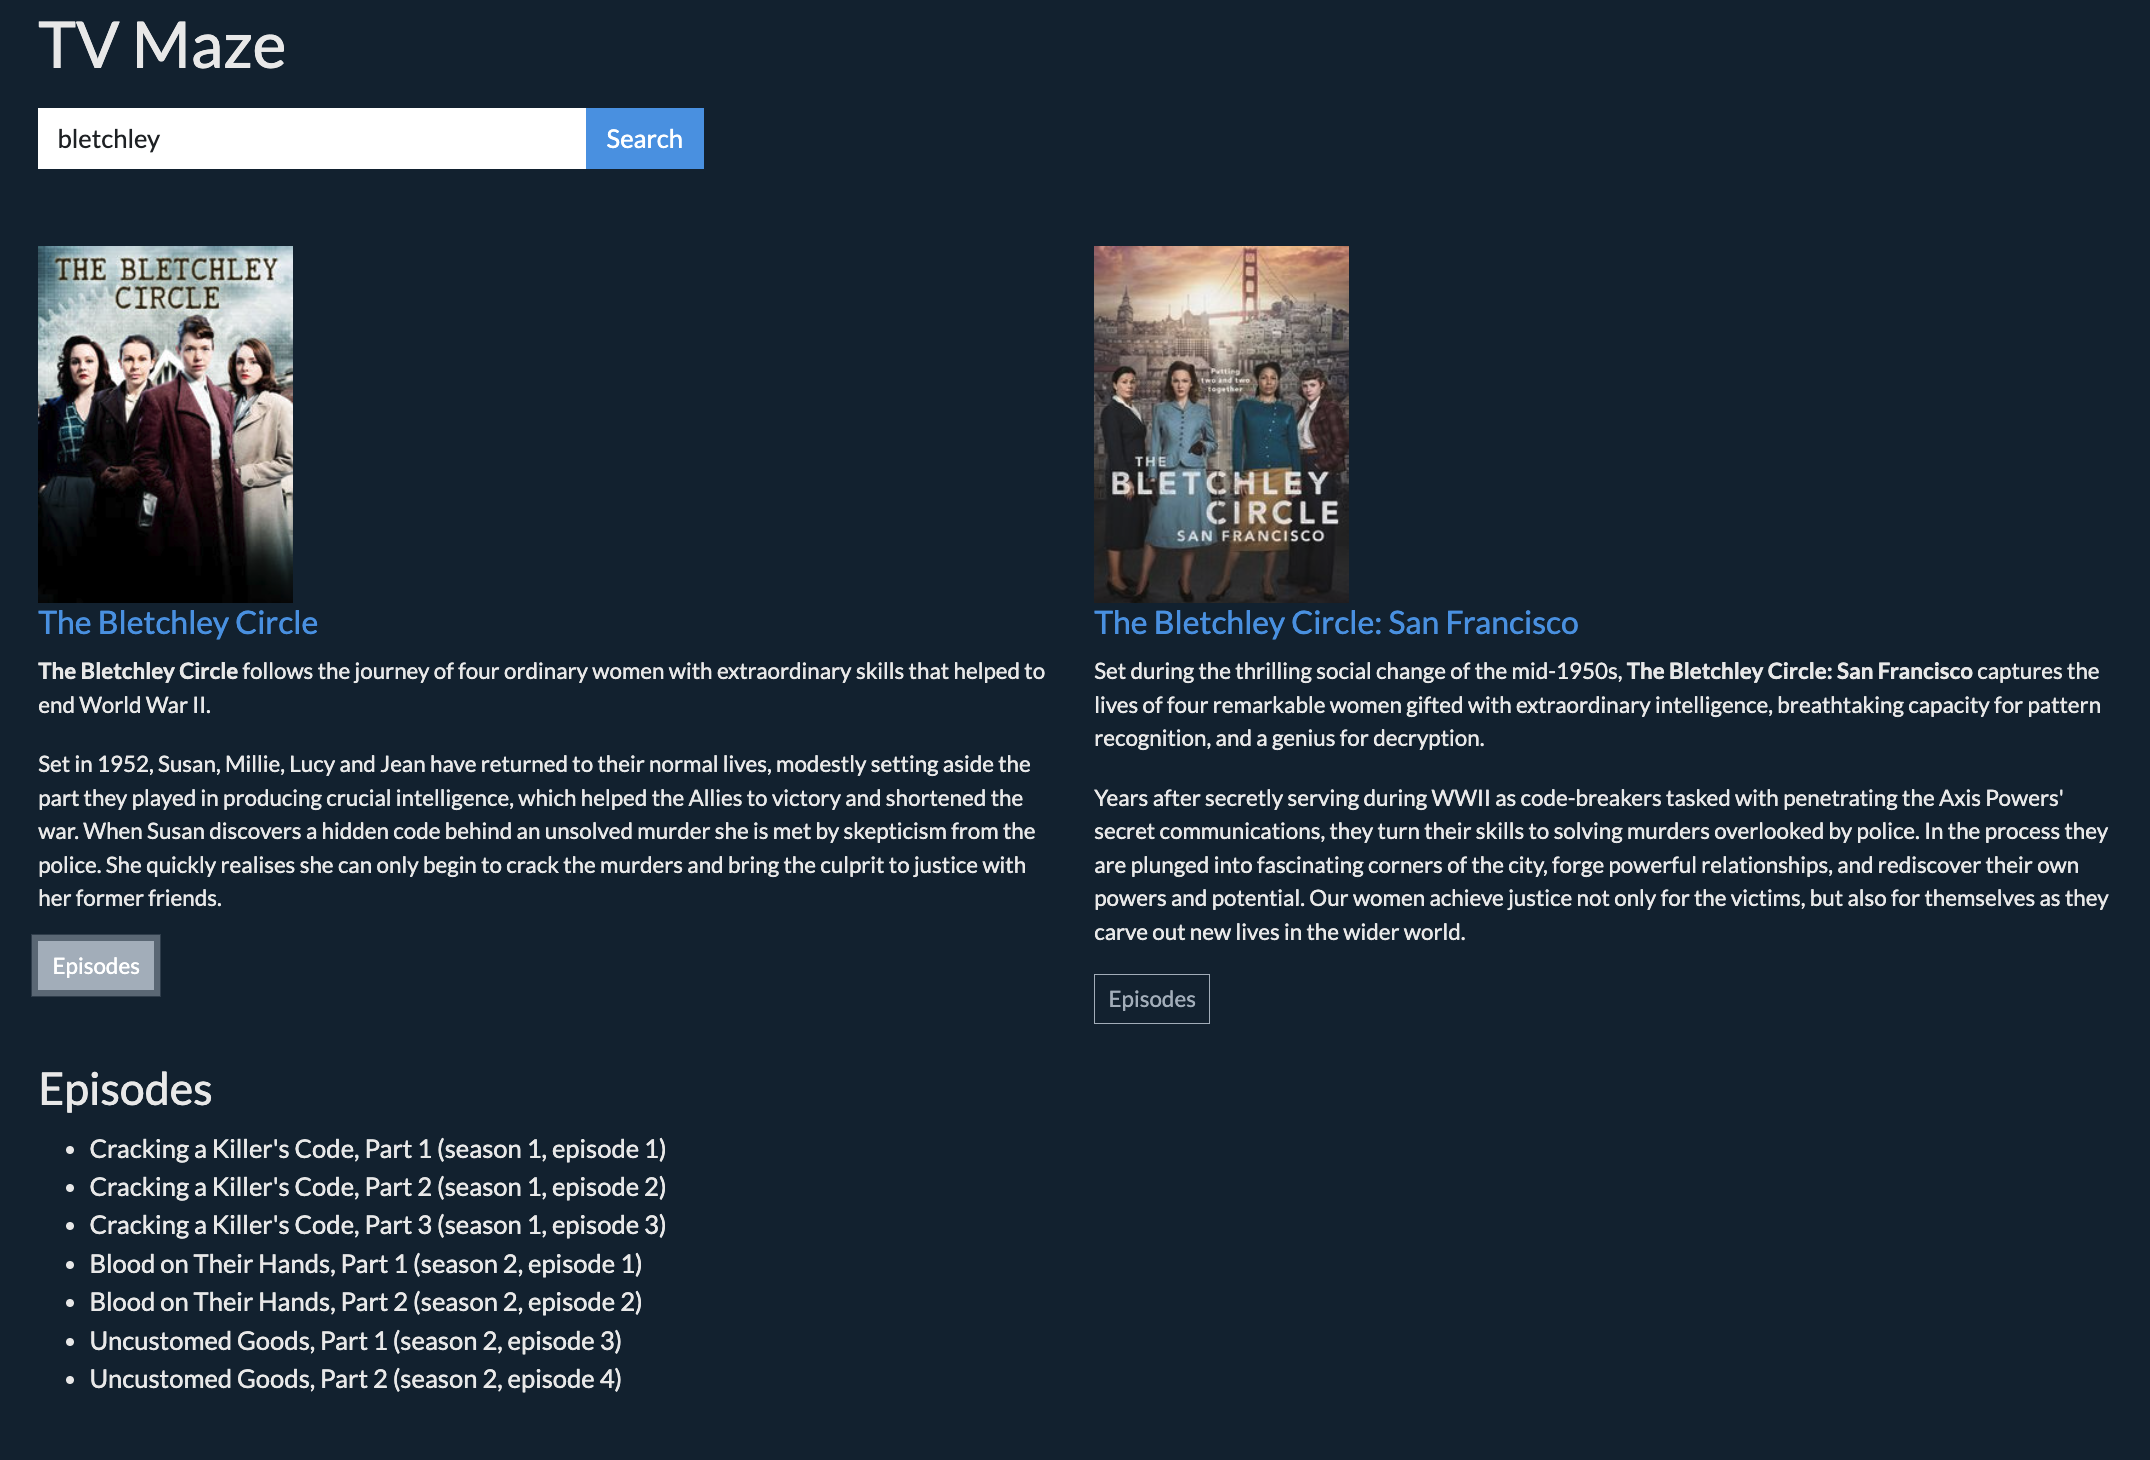 TV Maze
bletchley
Search
THE BLETCHLEY
CIRCLE
Putting
two and two
together
THE
BLETCHLEY
CIRCLE
SAN FRANCISCO
The Bletchley Circle
The Bletchley Circle follows the journey of four ordinary women with extraordinary skills that helped to
end World War II.
Set in 1952, Susan, Millie, Lucy and Jean have returned to their normal lives, modestly setting aside the
part they played in producing crucial intelligence, which helped the Allies to victory and shortened the
war. When Susan discovers a hidden code behind an unsolved murder she is met by skepticism from the
police. She quickly realises she can only begin to crack the murders and bring the culprit to justice with
her former friends.
Episodes
The Bletchley Circle: San Francisco
Set during the thrilling social change of the mid-1950s, The Bletchley Circle: San Francisco captures the
lives of four remarkable women gifted with extraordinary intelligence, breathtaking capacity for pattern
recognition, and a genius for decryption.
Years after secretly serving during WWII as code-breakers tasked with penetrating the Axis Powers'
secret communications, they turn their skills to solving murders overlooked by police. In the process they
are plunged into fascinating corners of the city, forge powerful relationships, and rediscover their own
powers and potential. Our women achieve justice not only for the victims, but also for themselves as they
carve out new lives in the wider world.
Episodes
Episodes
• Cracking a Killer's Code, Part 1 (season 1, episode 1)
• Cracking a Killer's Code, Part 2 (season 1, episode 2)
• Cracking a Killer's Code, Part 3 (season 1, episode 3)
• Blood on Their Hands, Part 1 (season 2, episode 1)
• Blood on Their Hands, Part 2 (season 2, episode 2)
• Uncustomed Goods, Part 1 (season 2, episode 3)
• Uncustomed Goods, Part 2 (season 2, episode 4)